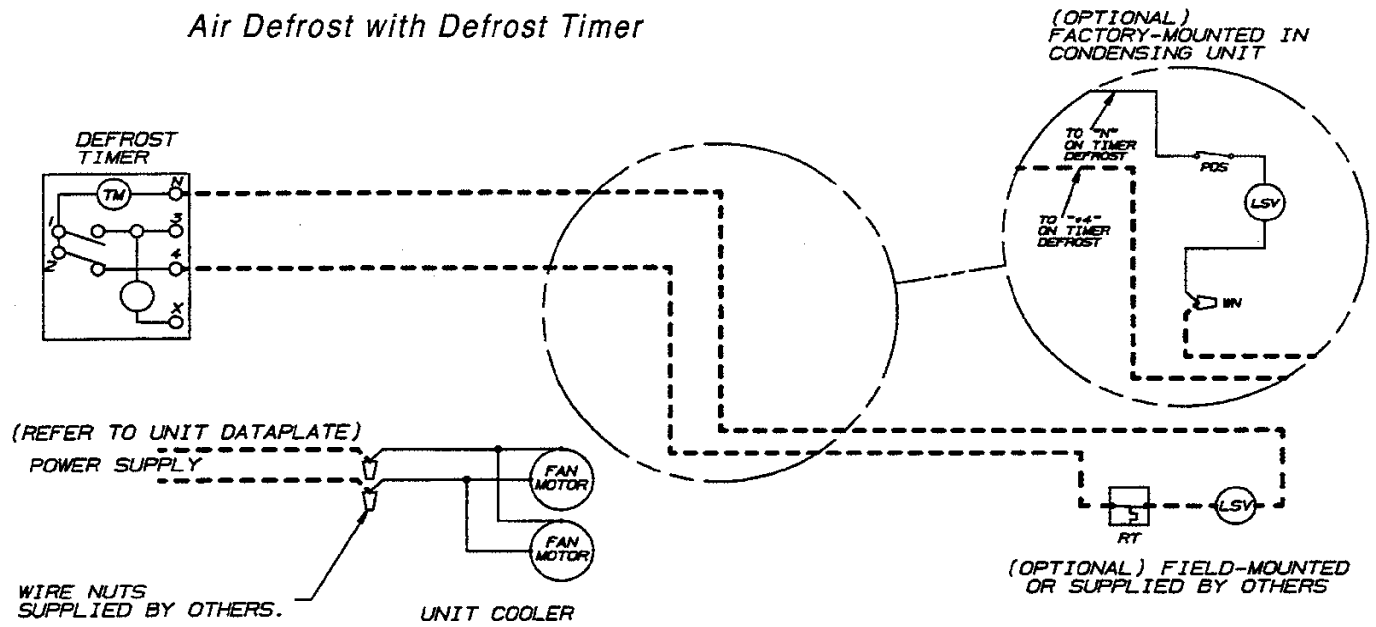 Air Defrost with Defrost Timer
(OPTIONAL)
FACTORY-MOUNTED IN
CONDENSING UNIT
DEFROST
TIMER
TM
N
1
3
2
4
X
TO "N"
ON TIMER
DEFROST
PDS
LSV
TO "*4"
ON TIMER
DEFROST
WN
(REFER TO UNIT DATAPLATE)
POWER SUPPLY
FAN
MOTOR
FAN
MOTOR
LSV
RT
(OPTIONAL) FIELD-MOUNTED
OR SUPPLIED BY OTHERS
WIRE NUTS
SUPPLIED BY OTHERS.
UNIT COOLER